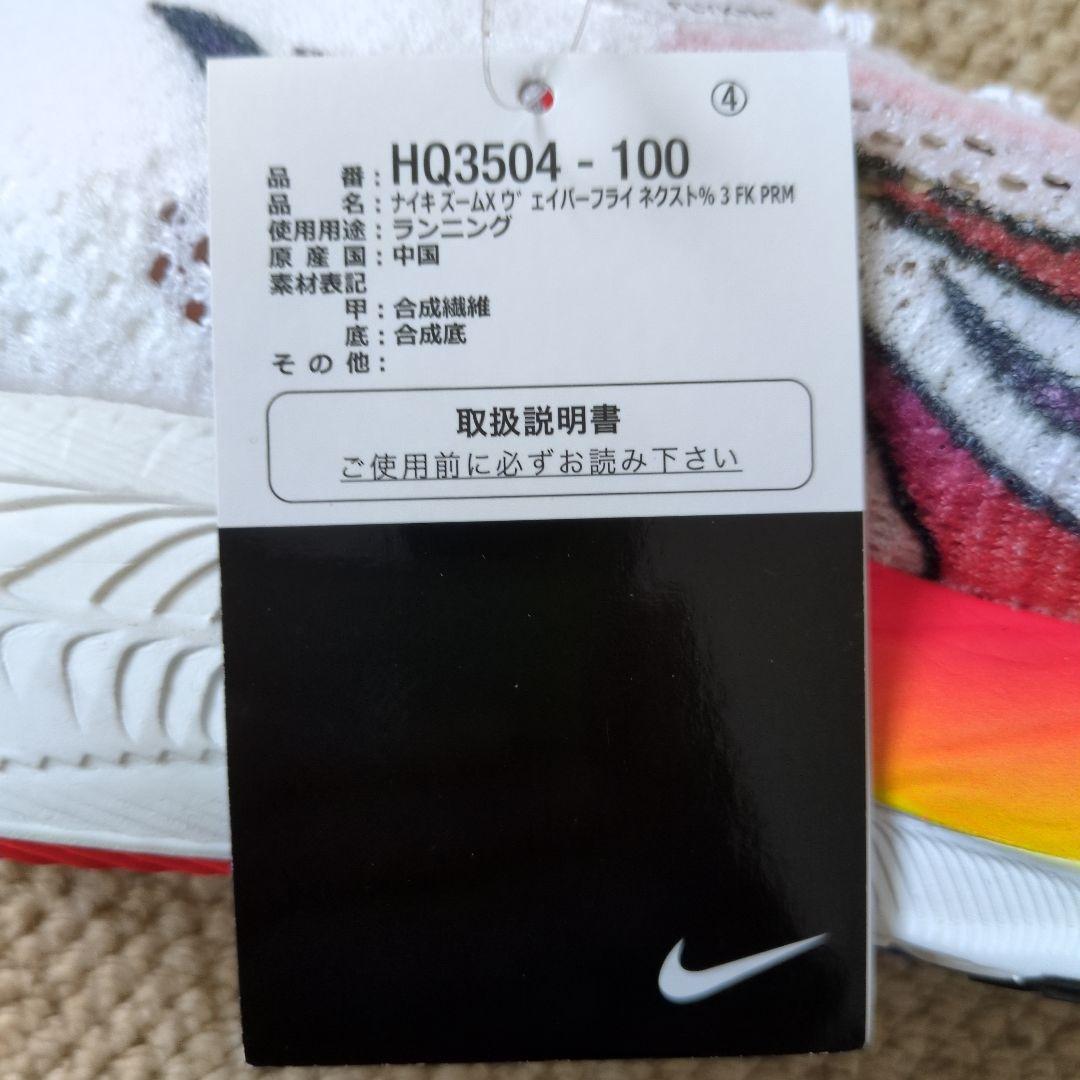 ④
品 番 : HQ3504 - 100
品 名 : ナイキ ズームX ヴェイパーフライ ネクスト% 3 FK PRM
使用用途 : ランニング
原 産 国 : 中国
素材表記
甲 : 合成繊維
底 : 合成底
そ の 他 :
取扱説明書
ご使用前に必ずお読み下さい